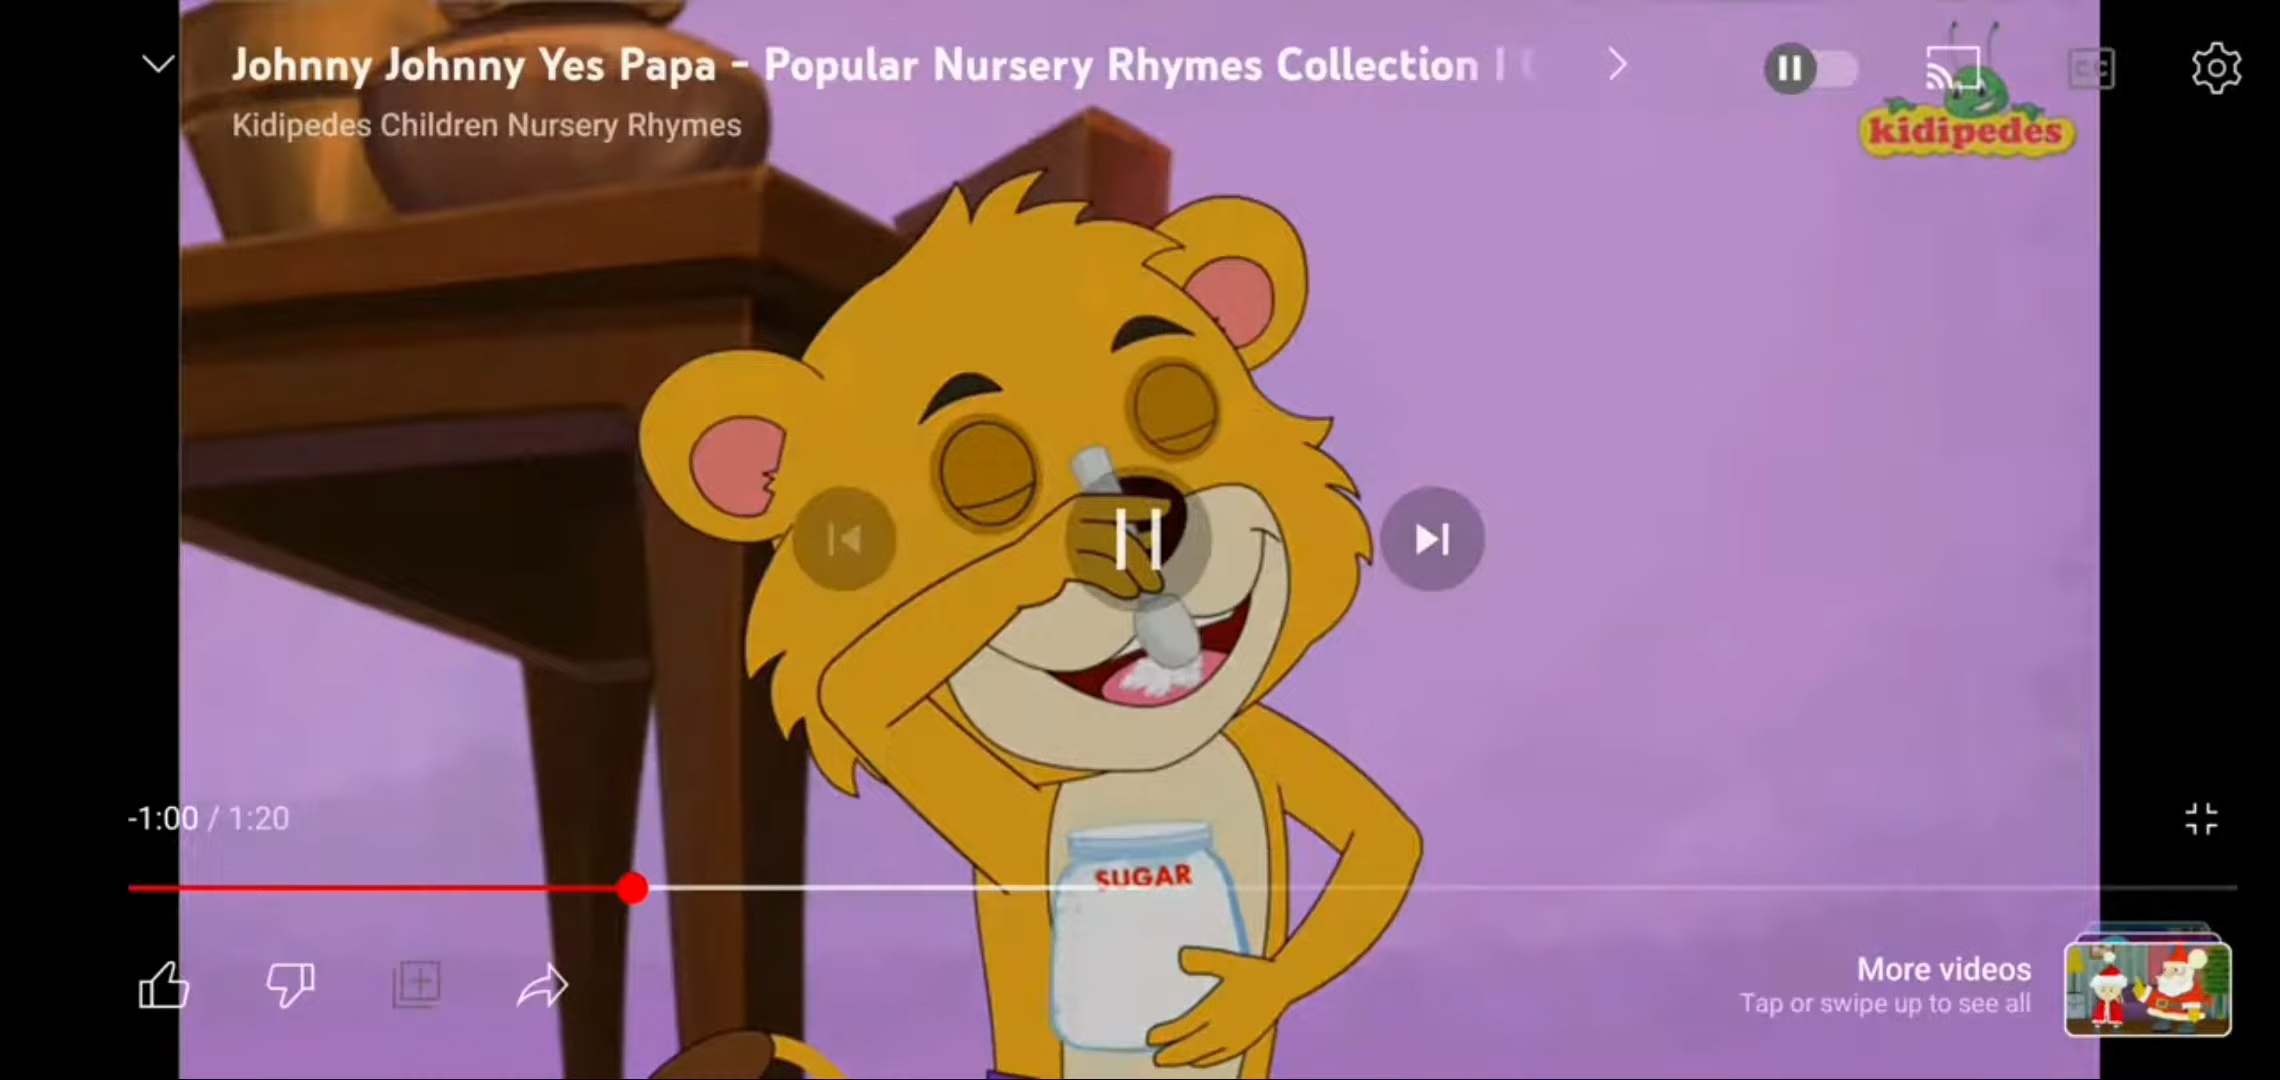 Johnny Johnny Yes Papa - Popular Nursery Rhymes Collection I
Kidipedes Children Nursery Rhymes
CC
kidipedes
-1:00 / 1:20
SUGAR
More videos
Tap or swipe up to see all